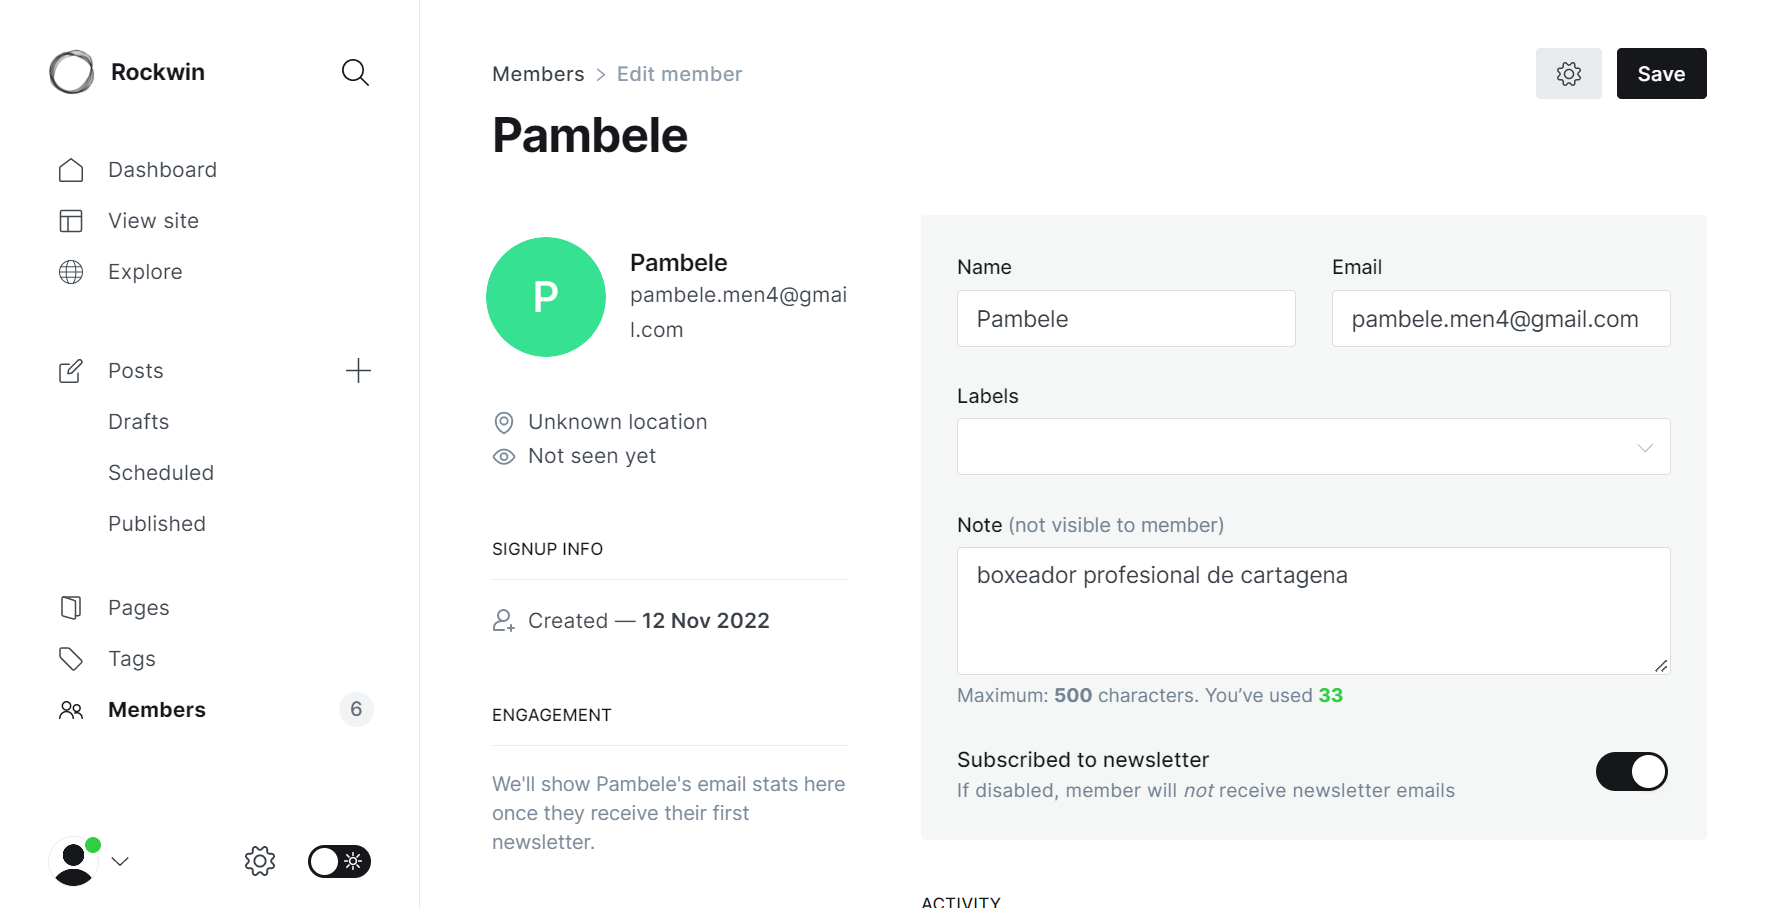 Rockwin
Dashboard
View site
Explore
Posts
Drafts
Scheduled
Published
Pages
Tags
Members 6
Members > Edit member
Save
Pambele
P
Pambele
pambele.men4@gmai
l.com
Unknown location
Not seen yet
SIGNUP INFO
Created — 12 Nov 2022
ENGAGEMENT
We'll show Pambele's email stats here
once they receive their first
newsletter.
Name
Pambele
Email
pambele.men4@gmail.com
Labels
Note (not visible to member)
boxeador profesional de cartagena
Maximum: 500 characters. You’ve used 33
Subscribed to newsletter
If disabled, member will not receive newsletter emails
ACTIVITY